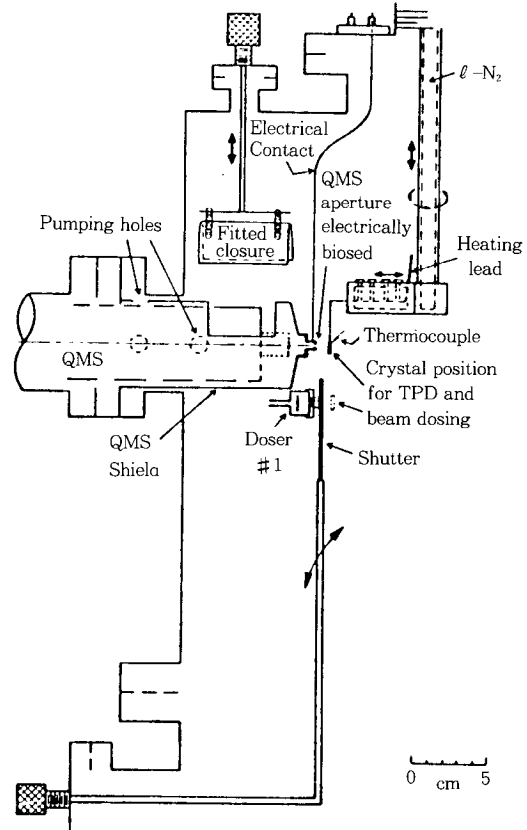 ℓ-N₂
Electrical
Contact
QMS
aperture
electrically
biosed
Pumping holes
Fitted
closure
Heating
lead
QMS
Thermocouple
Crystal position
for TPD and
beam dosing
QMS
Shiela
Doser
#1
Shutter
0 5
cm